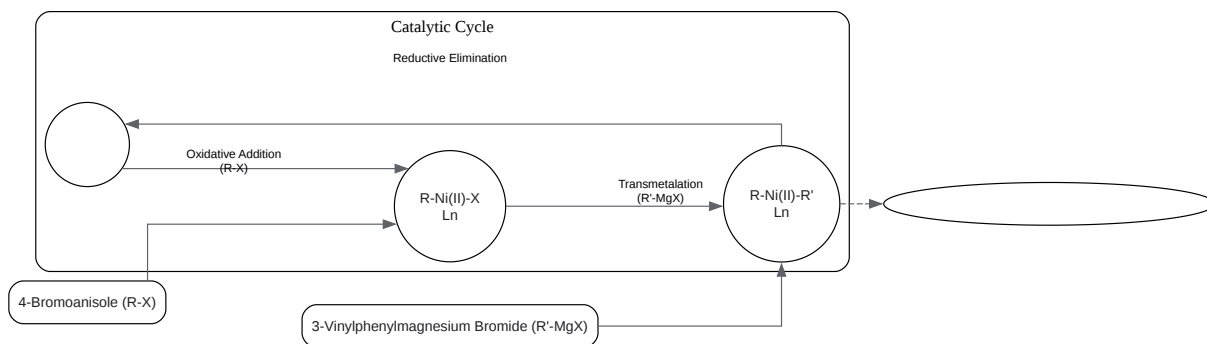 Catalytic Cycle
Reductive Elimination
Oxidative Addition
(R-X)
R-Ni(II)-X
Ln
Transmetalation
(R'-MgX)
R-Ni(II)-R'
Ln
4-Bromoanisole (R-X)
3-Vinylphenylmagnesium Bromide (R'-MgX)